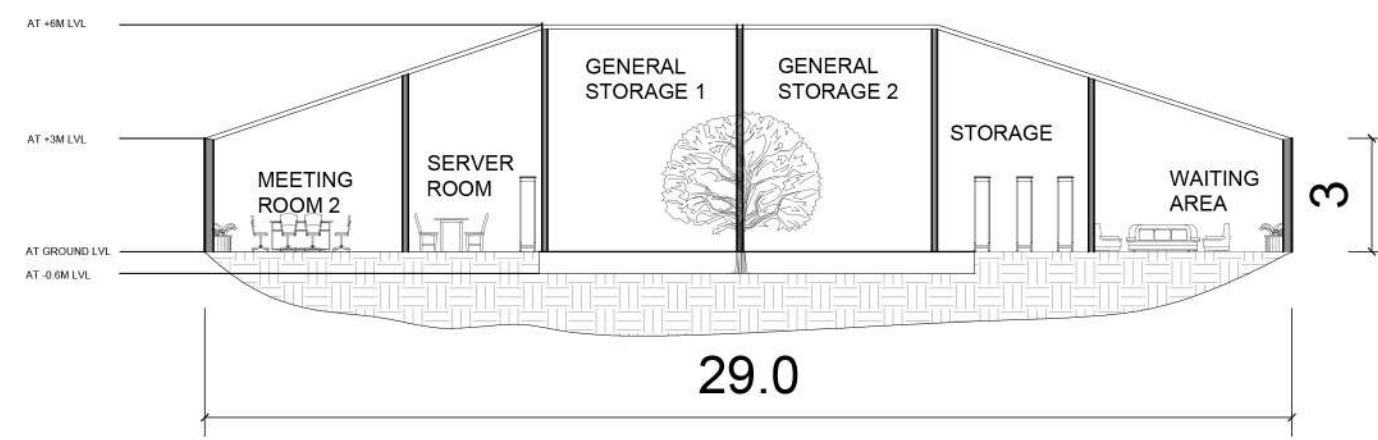 AT +6M LVL
GENERAL
STORAGE 1
GENERAL
STORAGE 2
AT +3M LVL
STORAGE
SERVER
ROOM
MEETING
ROOM 2
WAITING
AREA
3
AT GROUND LVL
AT -0.6M LVL
29.0